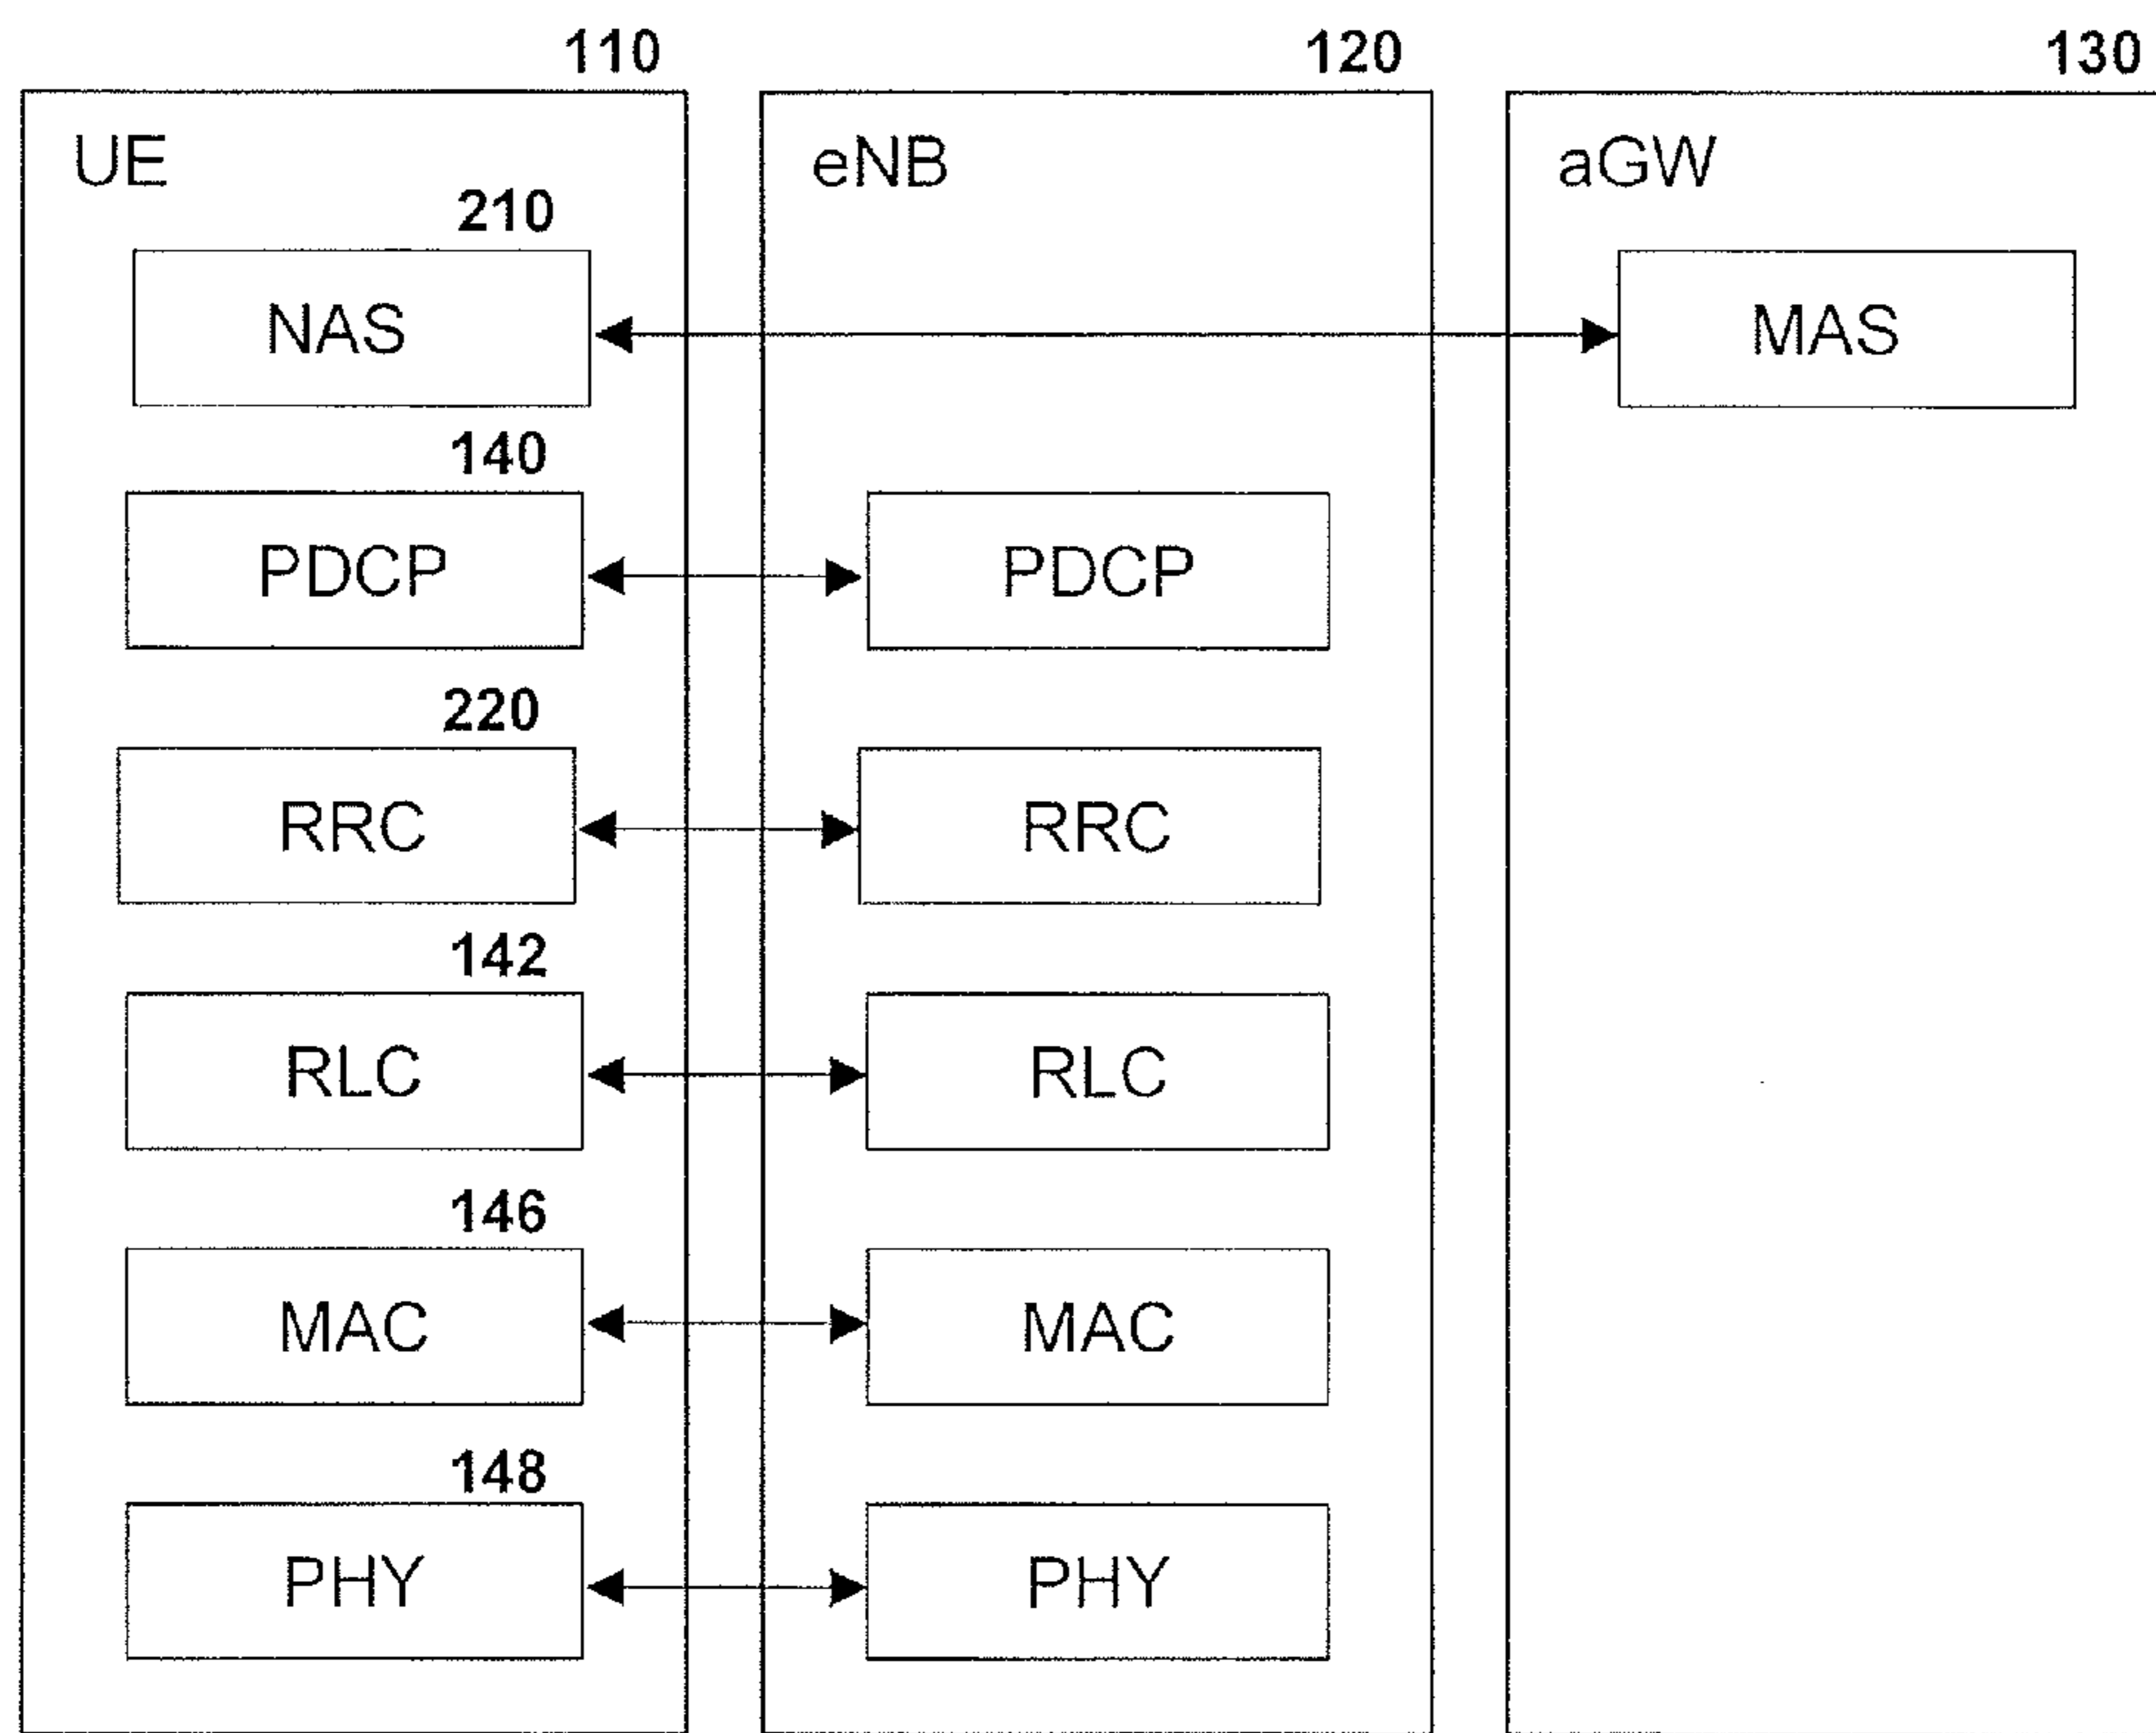 110 120 130
UE eNB aGW
210
NAS MAS
140
PDCP PDCP
220
RRC RRC
142
RLC RLC
146
MAC MAC
148
PHY PHY